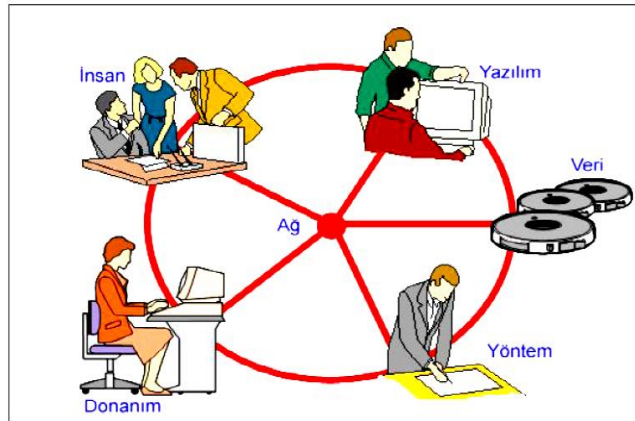 İnsan
Yazılım
Veri
Ağ
Yöntem
Donanım